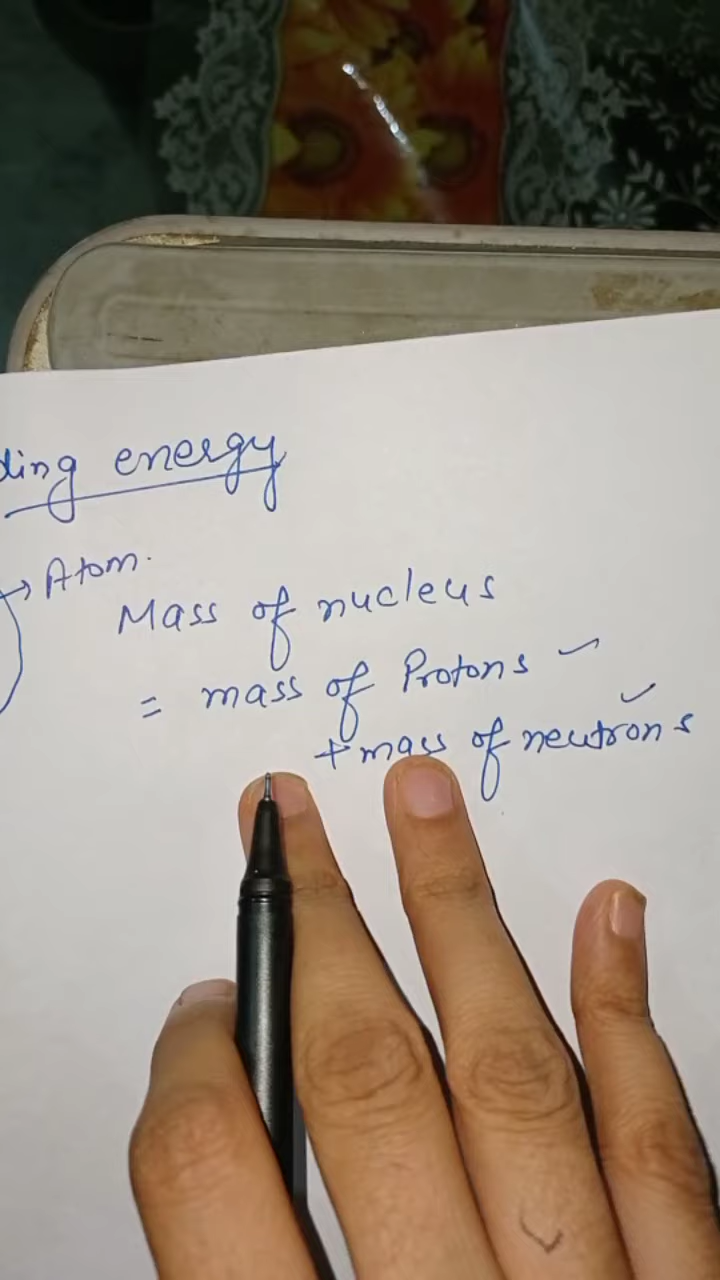 ding energy
→ Atom.
Mass of nucleus
= mass of Protons
+ mass of neutrons